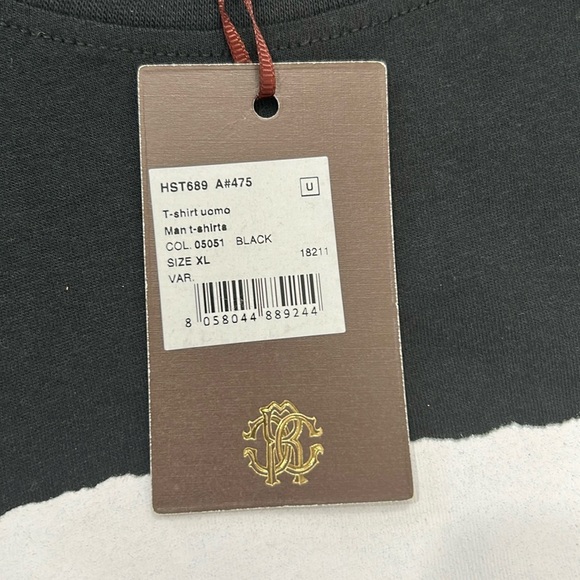 HST689 A#475
U
T-shirt uomo
Man t-shirts
COL. 05051 BLACK
SIZE XL
18211
VAR.
8 058044 889244